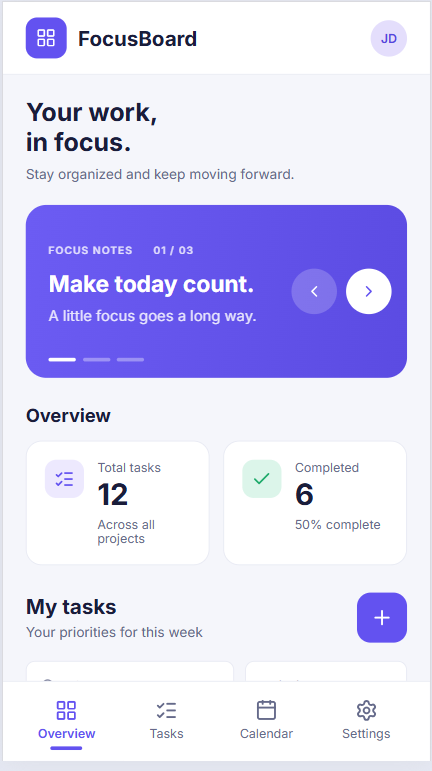 FocusBoard
JD
Your work,
in focus.
Stay organized and keep moving forward.
FOCUS NOTES 01 / 03
Make today count.
A little focus goes a long way.
Overview
Total tasks
12
Across all
projects
Completed
6
50% complete
My tasks
Your priorities for this week
Overview
Tasks
Calendar
Settings